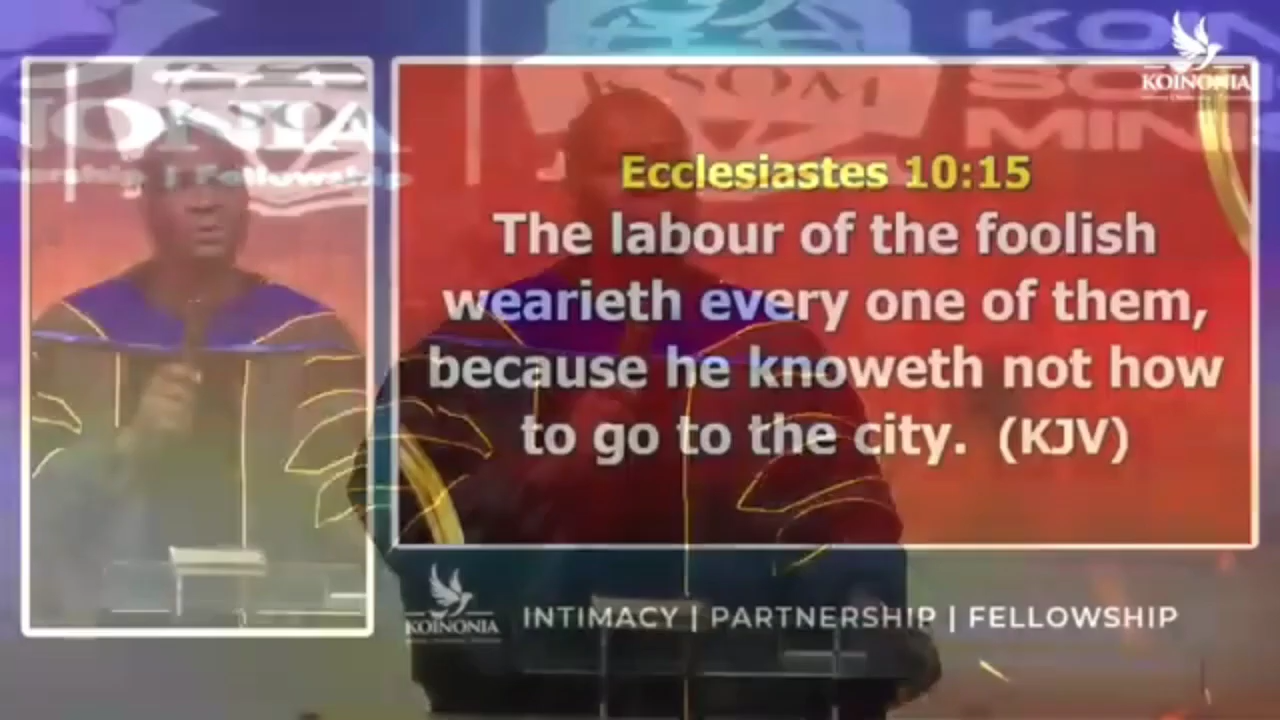 KSOM
KOINONIA
Ecclesiastes 10:15
The labour of the foolish
wearieth every one of them,
because he knoweth not how
to go to the city. (KJV)
KOINONIA
INTIMACY | PARTNERSHIP | FELLOWSHIP